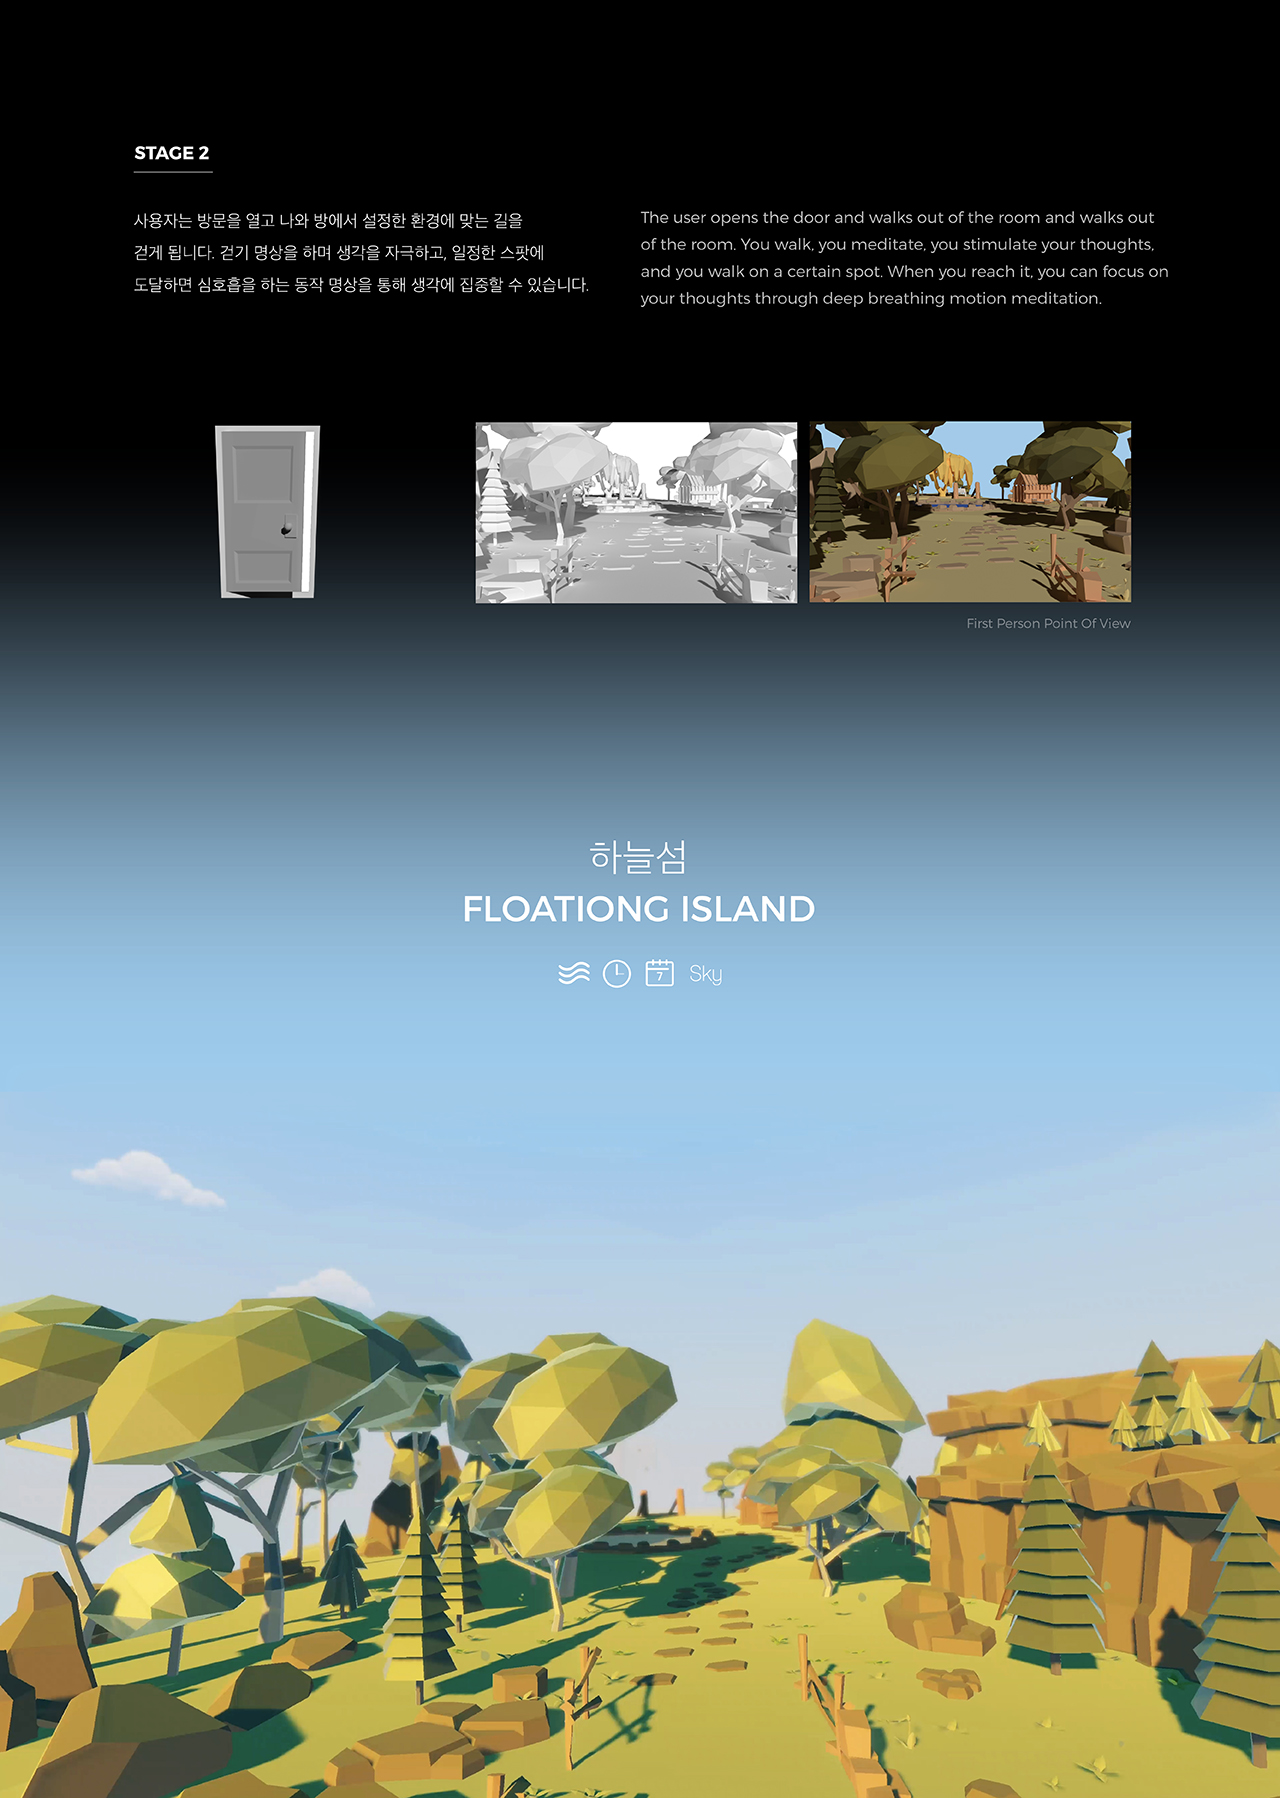 STAGE 2
사용자는 방문을 열고 나와 방에서 설정한 환경에 맞는 길을
걷게 됩니다. 걷기 명상을 하며 생각을 자극하고, 일정한 스팟에
도달하면 심호흡을 하는 동작 명상을 통해 생각에 집중할 수 있습니다.
The user opens the door and walks out of the room and walks out
of the room. You walk, you meditate, you stimulate your thoughts,
and you walk on a certain spot. When you reach it, you can focus on
your thoughts through deep breathing motion meditation.
First Person Point Of View
하늘섬
FLOATIONG ISLAND
7 Sky